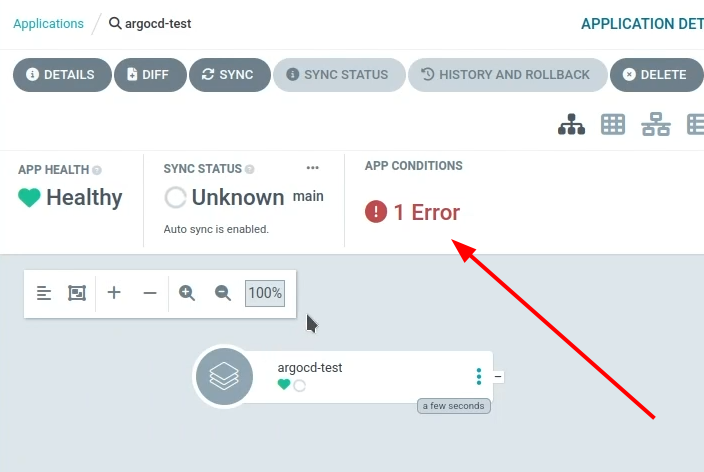 Applications / argocd-test
APPLICATION DET
DETAILS DIFF SYNC SYNC STATUS HISTORY AND ROLLBACK DELETE
APP HEALTH
Healthy
SYNC STATUS
Unknown main
Auto sync is enabled.
APP CONDITIONS
1 Error
100%
argocd-test
a few seconds